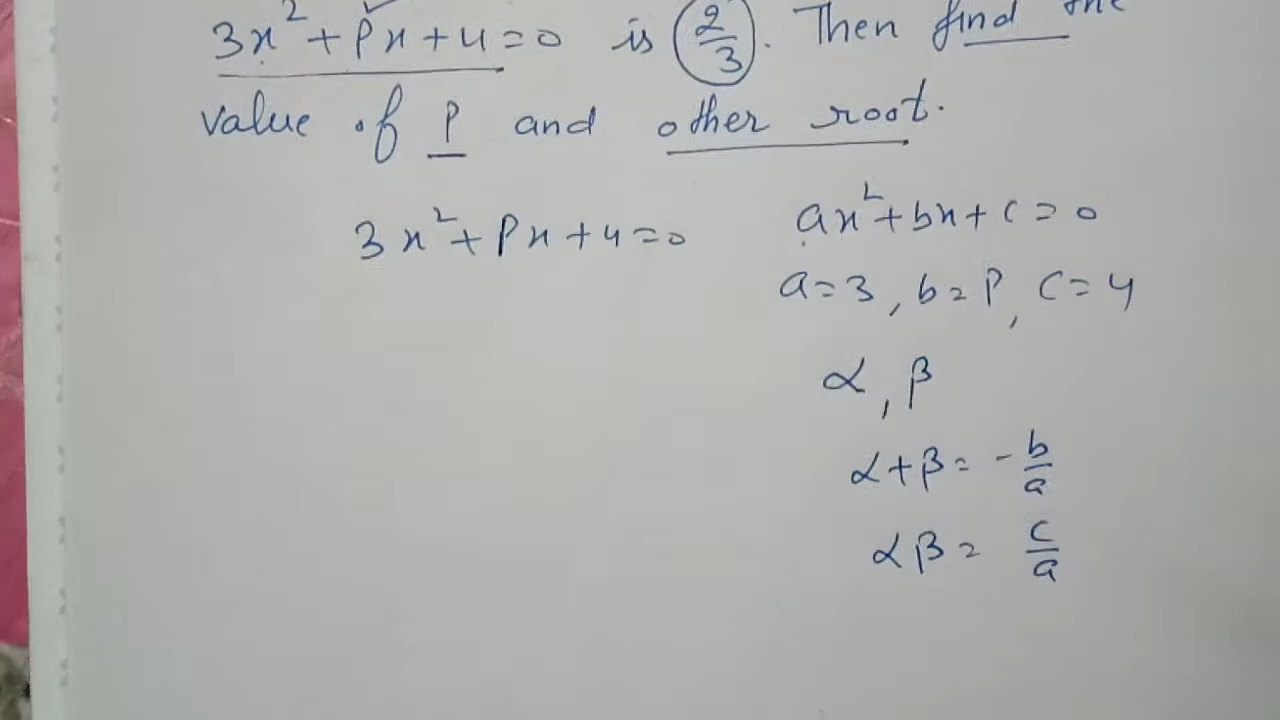 3x² + Px + 4 = 0 is 2/3. Then find the
value of P and other root.
3x² + Px + 4 = 0
ax² + bx + c = 0
a = 3, b = P, c = 4
α, β
α + β = - b/a
αβ = c/a